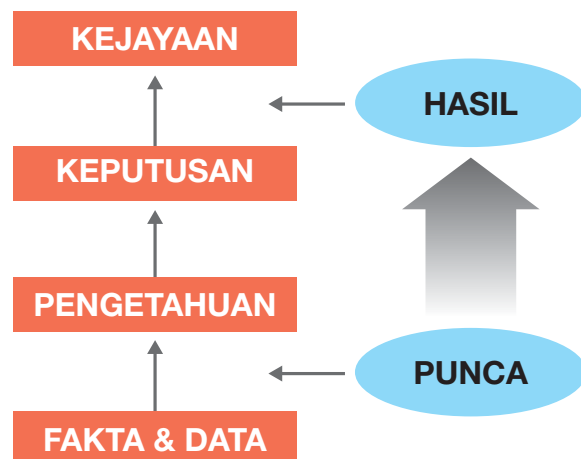 KEJAYAAN
HASIL
KEPUTUSAN
PENGETAHUAN
PUNCA
FAKTA & DATA